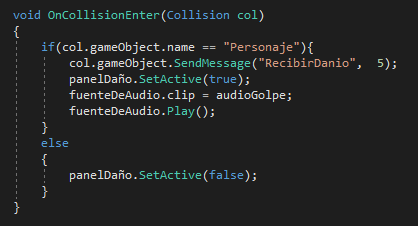 void OnCollisionEnter(Collision col)
{
if(col.gameObject.name == "Personaje"){
col.gameObject.SendMessage("RecibirDanio", 5);
panelDaño.SetActive(true);
fuenteDeAudio.clip = audioGolpe;
fuenteDeAudio.Play();
}
else
{
panelDaño.SetActive(false);
}
}